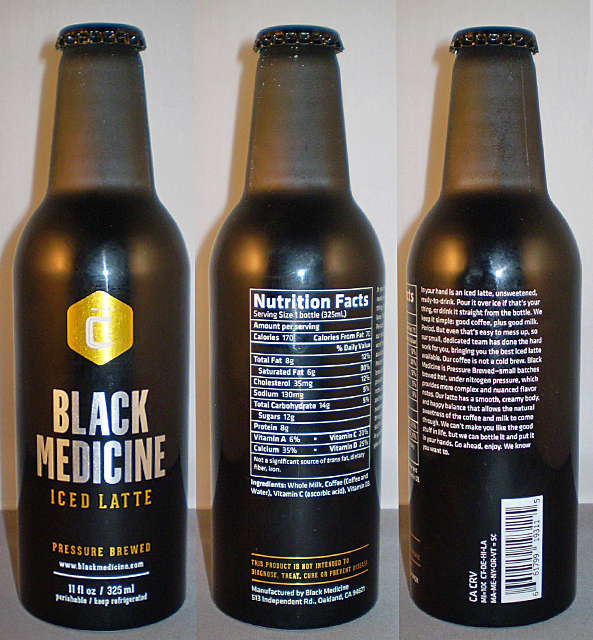 C
BLACK
MEDICINE
ICED LATTE
PRESSURE BREWED
www.blackmedicine.com
11 fl oz / 325 ml
perishable / keep refrigerated
Nutrition Facts
Serving Size 1 bottle (325mL)
Amount per serving
Calories 170 Calories From Fat 70
% Daily Value
Total Fat 8g 12%
Saturated Fat 6g 30%
Cholesterol 35mg 12%
Sodium 130mg 5%
Total Carbohydrate 14g 5%
Sugars 12g
Protein 8g
Vitamin A 6% • Vitamin C 20%
Calcium 35% • Vitamin D 25%
Not a significant source of trans fat, dietary
fiber, iron.
Ingredients: Whole Milk, Coffee (Coffee and
Water), Vitamin C (ascorbic acid), Vitamin D3.
THIS PRODUCT IS NOT INTENDED TO
DIAGNOSE, TREAT, CURE OR PREVENT DISEASE
Manufactured by Black Medicine
513 Independent Rd., Oakland, CA 94621
In your hand is an iced latte, unsweetened,
ready-to-drink. Pour it over ice if that's your
thing, or drink it straight from the bottle. We
keep it simple: good coffee, plus good milk.
Period. But even that's easy to mess up, so
our small, dedicated team has done the hard
work for you, bringing you the best iced latte
available. Our coffee is not a cold brew. Black
Medicine is Pressure Brewed—small batches
brewed hot, under nitrogen pressure, which
provides more complex and nuanced flavor
notes. Our latte has a smooth, creamy body,
and happy balance that allows the natural
sweetness of the coffee and milk to come
through. We can't make you like the good
stuff in life, but we can bottle it and put it
in your hands. Go ahead, enjoy. We know
you want to.
CA CRV
ME-NY-OR-VT = 5C
6 61799 19311 5